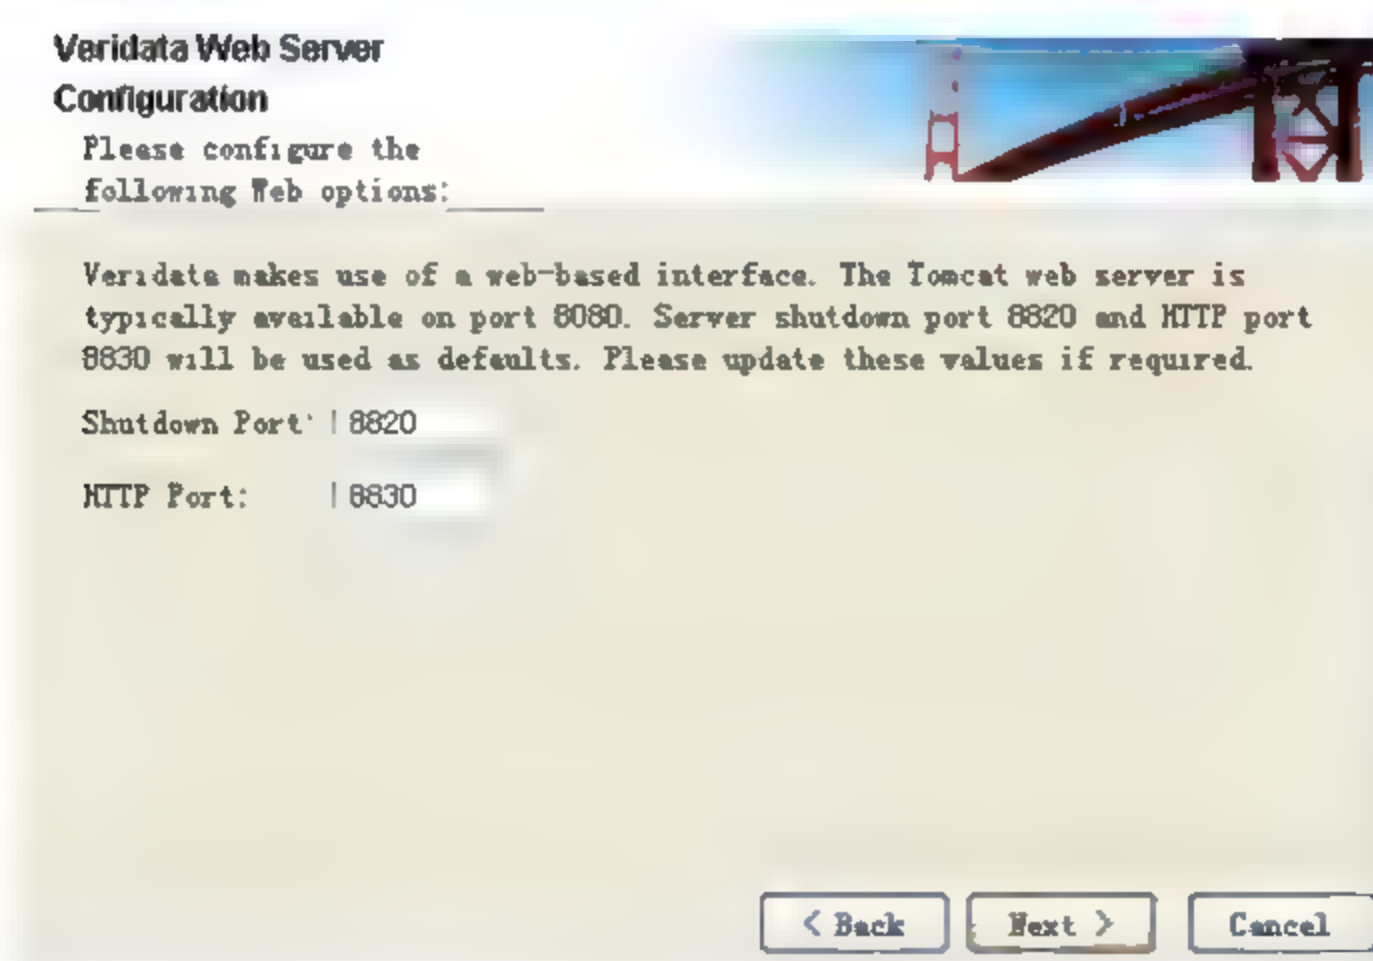 Veridata Web Server
Configuration
Please configure the
following Web options:
Veridata makes use of a web-based interface. The Tomcat web server is
typically available on port 8080. Server shutdown port 8820 and HTTP port
8830 will be used as defaults. Please update these values if required.
Shutdown Port: 8820
HTTP Port: 8830
< Back Next > Cancel